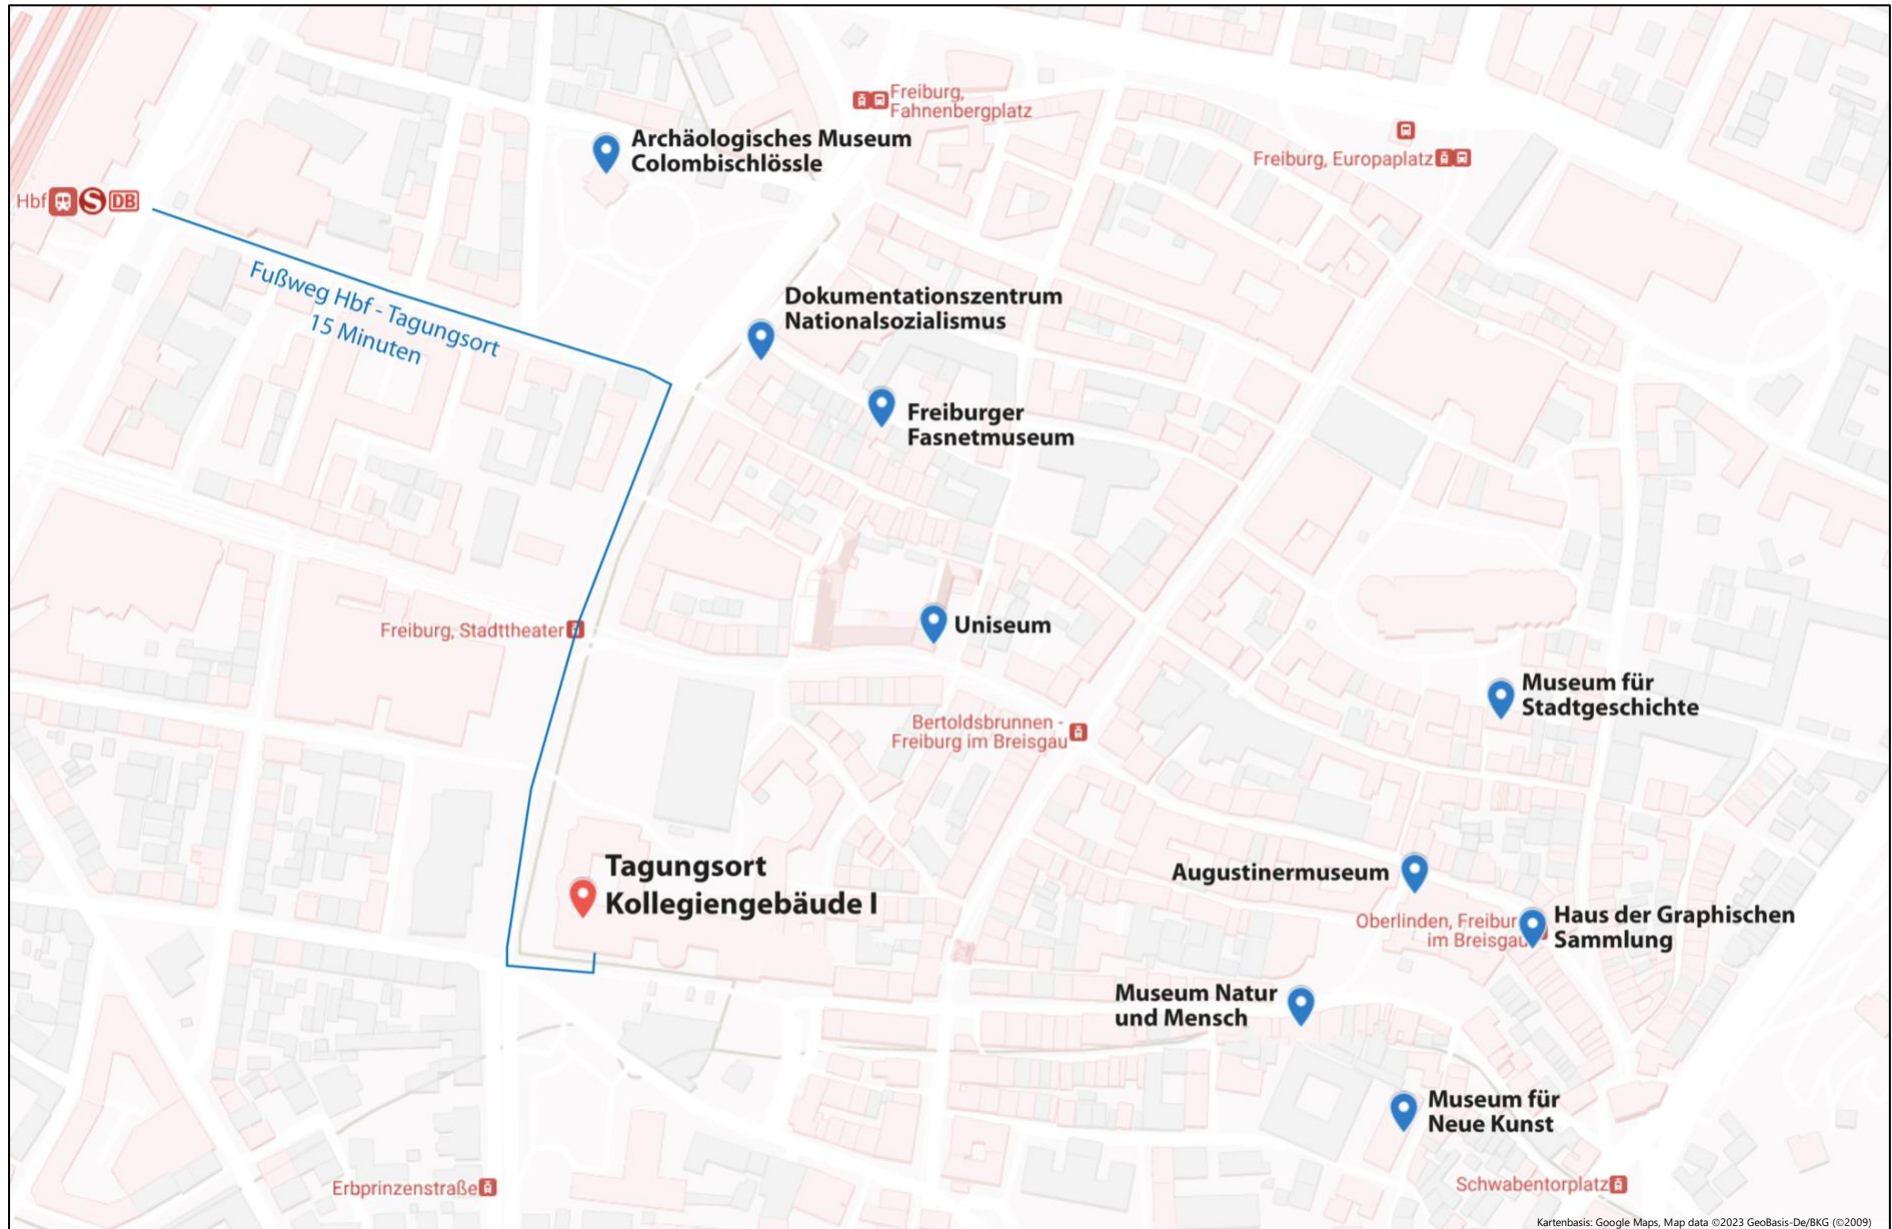 Freiburg,
Fahnenbergplatz
Archäologisches Museum
Colombischlössle
Freiburg, Europaplatz
Hbf S DB
Fußweg Hbf - Tagungsort
15 Minuten
Dokumentationszentrum
Nationalsozialismus
Freiburger
Fasnetmuseum
Freiburg, Stadttheater
Uniseum
Museum für
Stadtgeschichte
Bertoldsbrunnen -
Freiburg im Breisgau
Tagungsort
Kollegiengebäude I
Augustinermuseum
Oberlinden, Freibur
im Breisgau
Haus der Graphischen
Sammlung
Museum Natur
und Mensch
Museum für
Neue Kunst
Erbprinzenstraße
Schwabentorplatz
Kartenbasis: Google Maps, Map data ©2023 GeoBasis-De/BKG (©2009)